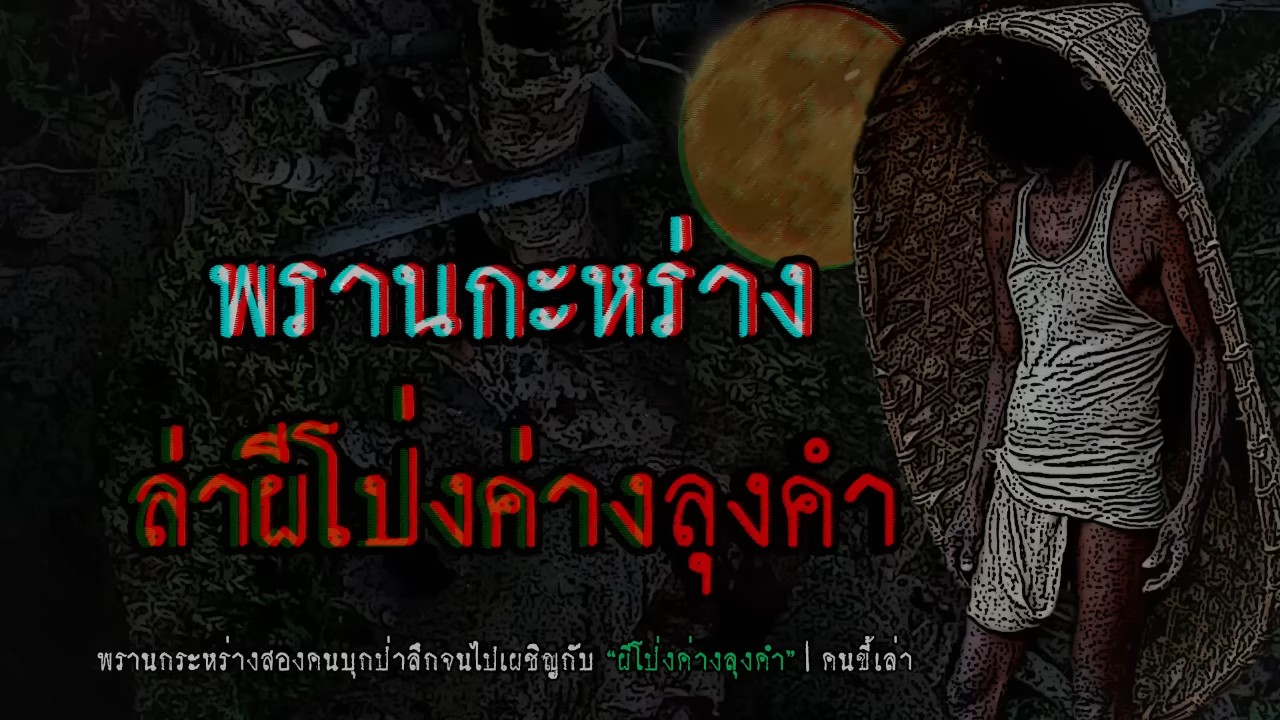 พรานกะหร่าง
ล่าผีโป่งค่างลุงคำ
พรานกระหร่างสองคนบุกป่าลึกจนไปเผชิญกับ “ผีโป่งค่างลุงคำ” | คนขี้เล่า